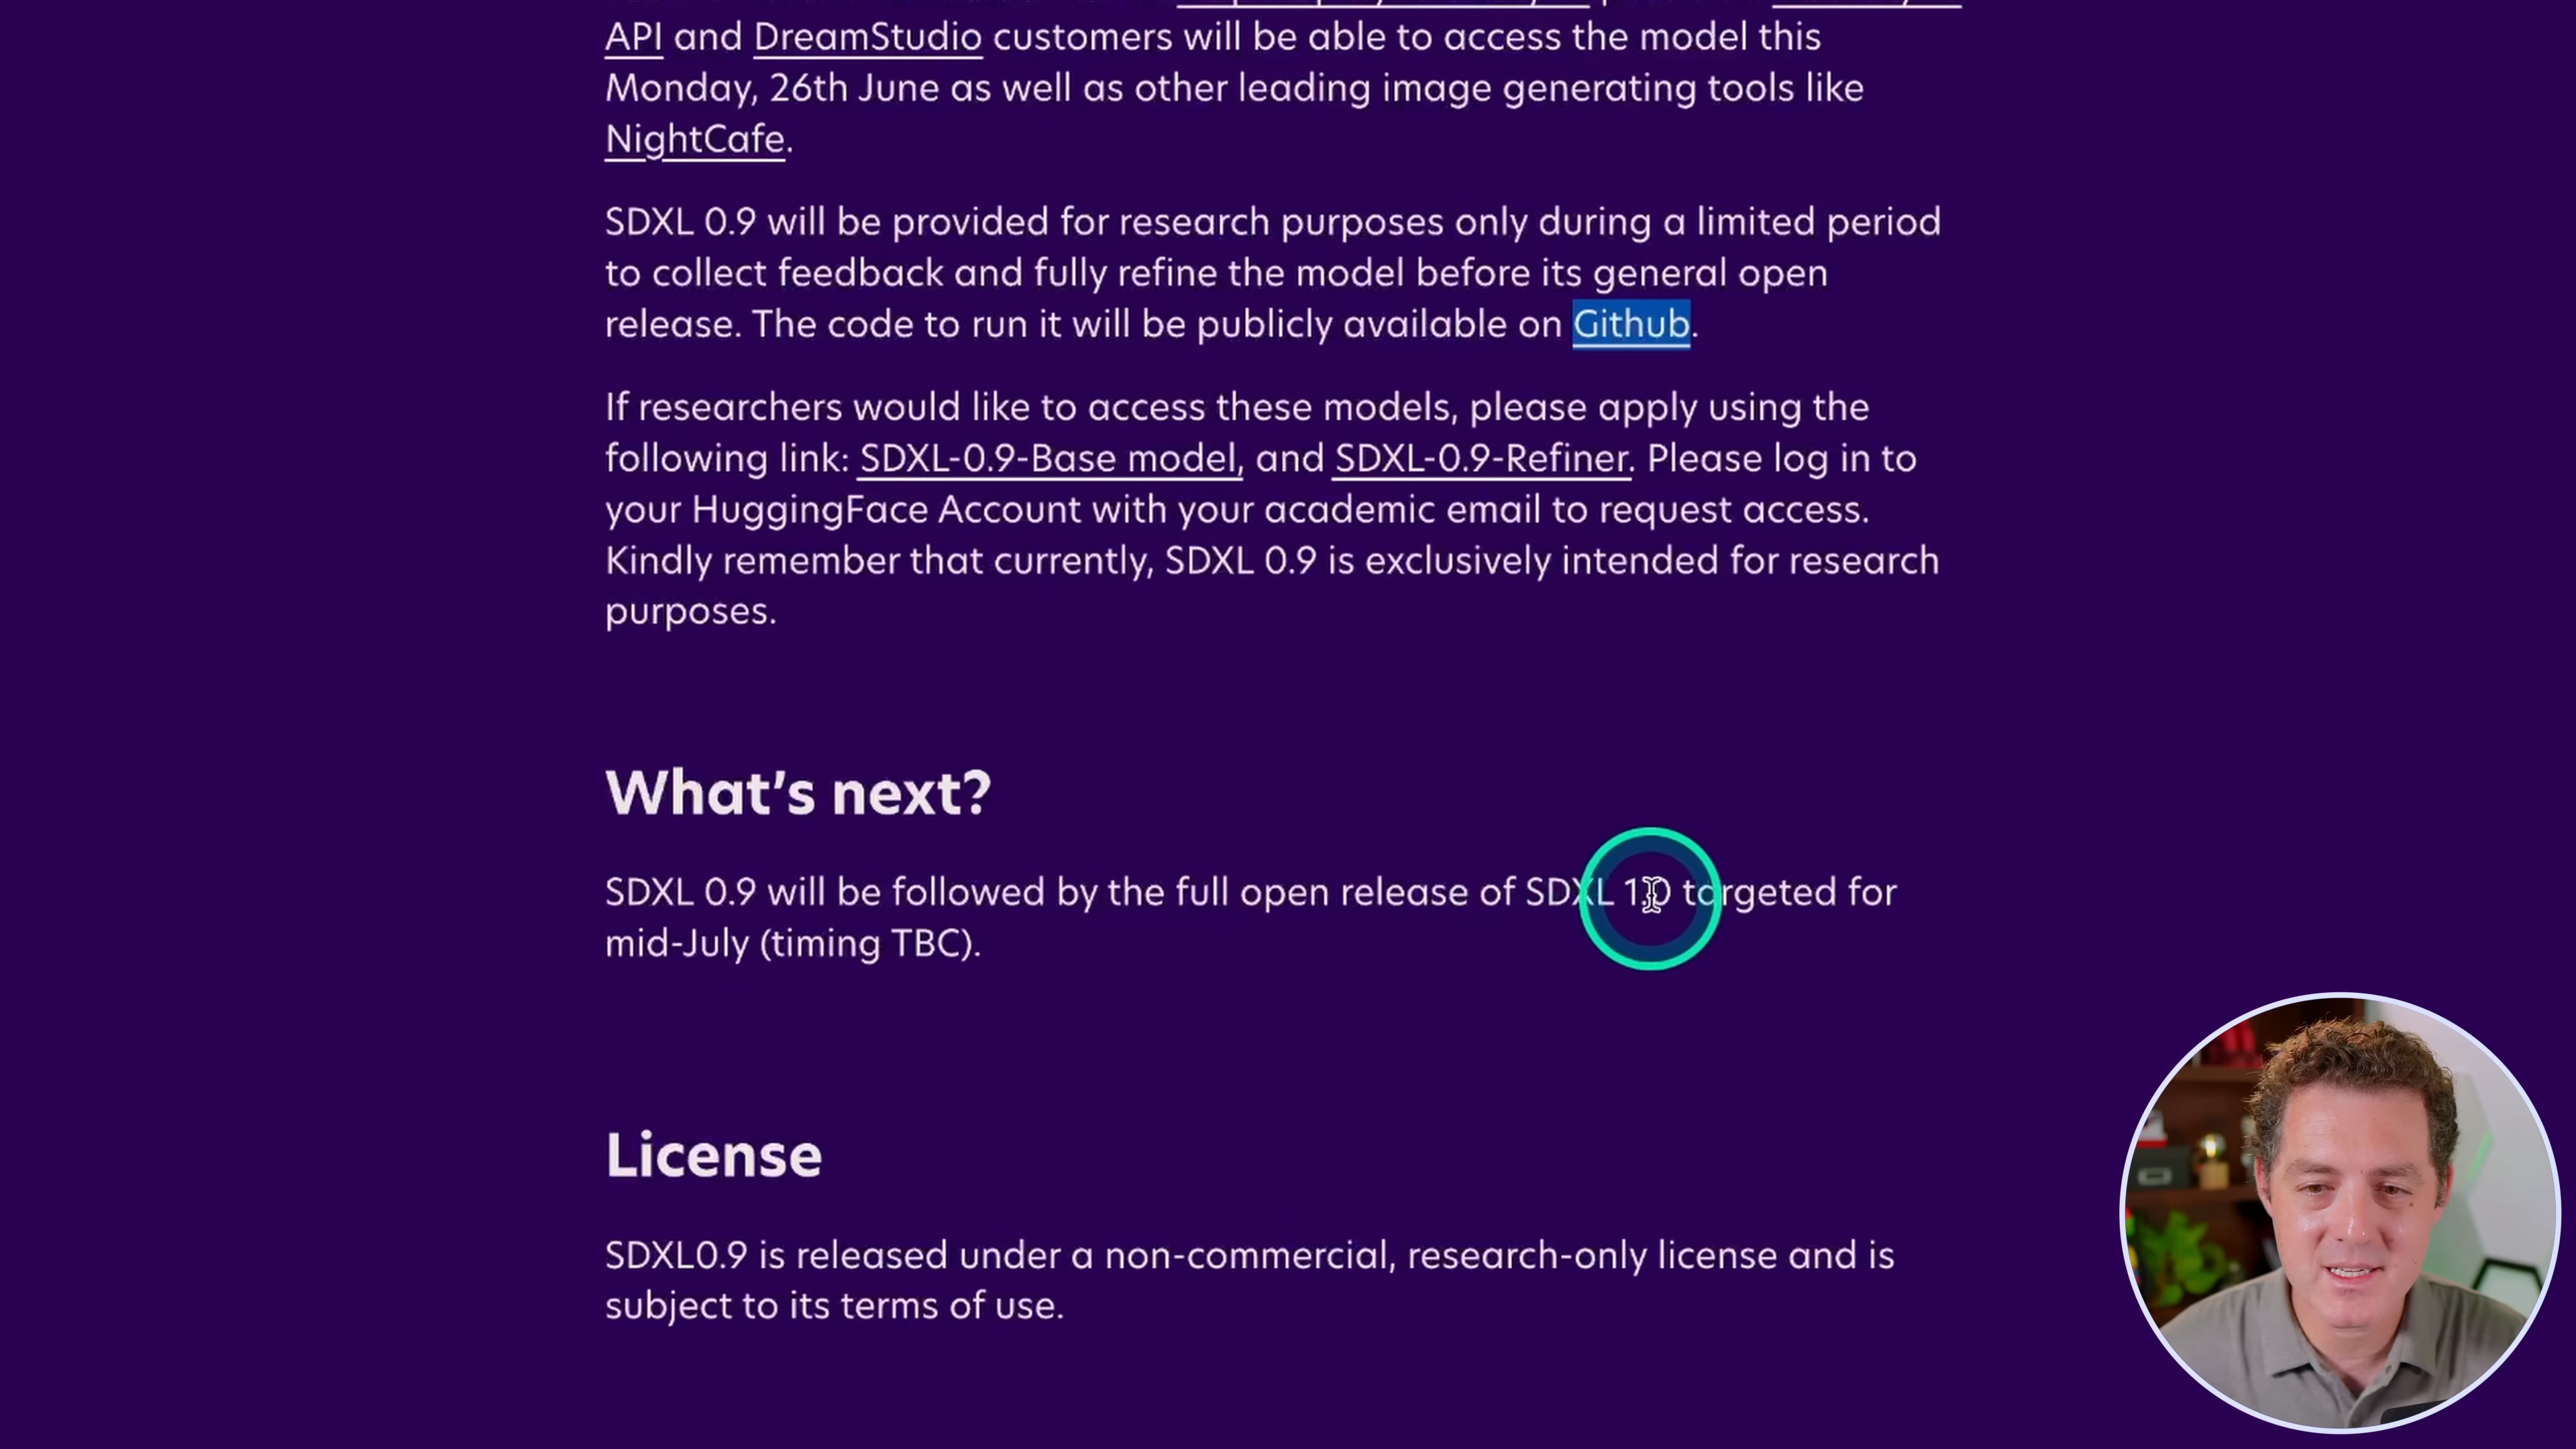 API and DreamStudio customers will be able to access the model this
Monday, 26th June as well as other leading image generating tools like
NightCafe.
SDXL 0.9 will be provided for research purposes only during a limited period
to collect feedback and fully refine the model before its general open
release. The code to run it will be publicly available on Github.
If researchers would like to access these models, please apply using the
following link: SDXL-0.9-Base model, and SDXL-0.9-Refiner. Please log in to
your HuggingFace Account with your academic email to request access.
Kindly remember that currently, SDXL 0.9 is exclusively intended for research
purposes.
What’s next?
SDXL 0.9 will be followed by the full open release of SDXL 1.0 targeted for
mid-July (timing TBC).
License
SDXL0.9 is released under a non-commercial, research-only license and is
subject to its terms of use.